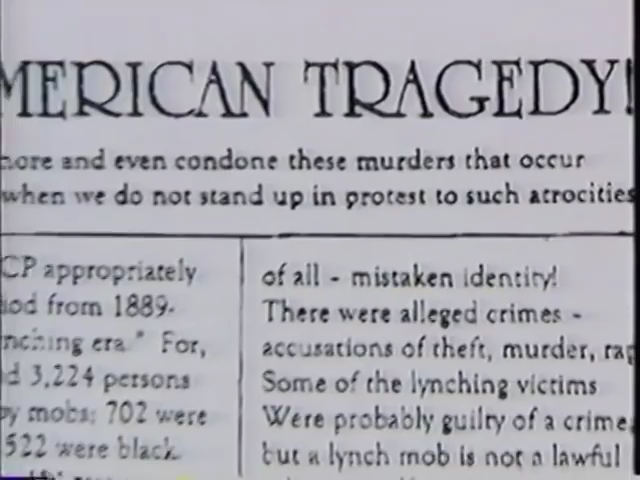 MERICAN TRAGEDY!
nore and even condone these murders that occur
when we do not stand up in protest to such atrocities
CP appropriately
iod from 1889-
nching era." For,
d 3,224 persons
by mobs; 702 were
522 were black
of all - mistaken identity!
There were alleged crimes -
accusations of theft, murder, rap
Some of the lynching victims
Were probably guilty of a crime,
but a lynch mob is not a lawful